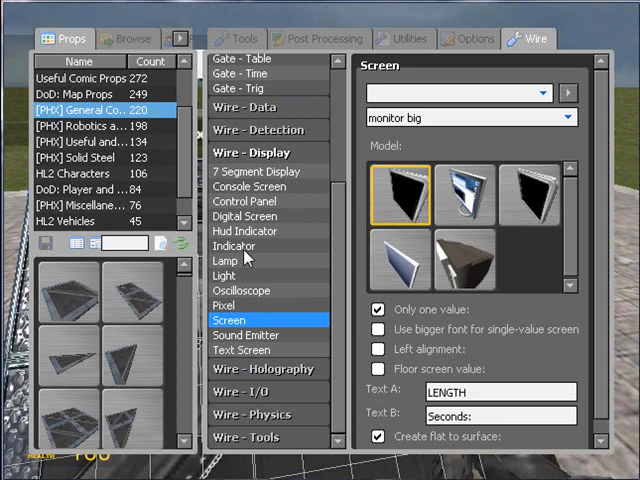 Props
Browse
Tools
Post Processing
Utilities
Options
Wire
Name Count
Useful Comic Props 272
DoD: Map Props 249
[PHX] General Co... 220
[PHX] Robotics a... 198
[PHX] Useful and... 134
[PHX] Solid Steel 123
HL2 Characters 106
DoD: Player and ... 84
[PHX] Miscellane... 76
HL2 Vehicles 45
Gate - Table
Gate - Time
Gate - Trig
Wire - Data
Wire - Detection
Wire - Display
7 Segment Display
Console Screen
Control Panel
Digital Screen
Hud Indicator
Indicator
Lamp
Light
Oscilloscope
Pixel
Screen
Sound Emitter
Text Screen
Wire - Holography
Wire - I/O
Wire - Physics
Wire - Tools
Screen
monitor big
Model:
Only one value:
Use bigger font for single-value screen
Left alignment:
Floor screen value:
Text A: LENGTH
Text B: Seconds:
Create flat to surface:
HEALTH